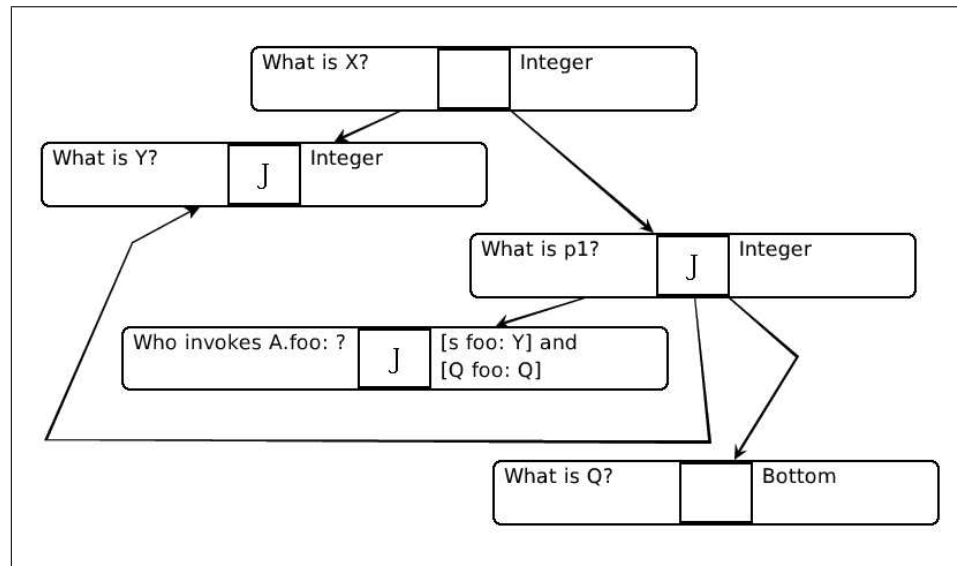 What is X? Integer
What is Y? J Integer
What is p1? J Integer
Who invokes A.foo: ? J [s foo: Y] and
[Q foo: Q]
What is Q? Bottom